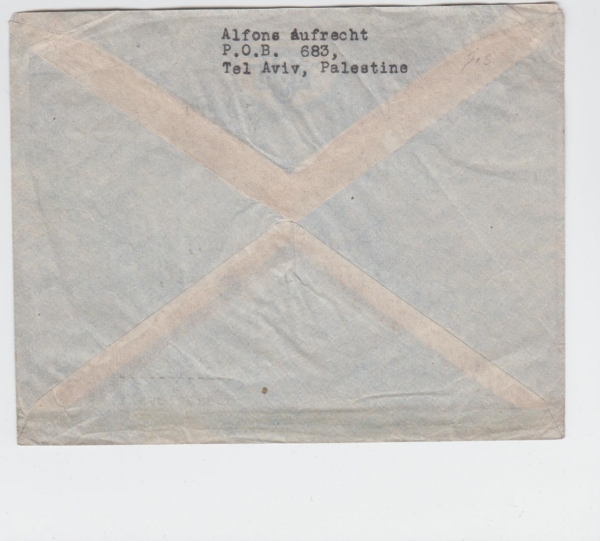 Alfons Aufrecht
P.O.B. 683,
Tel Aviv, Palestine